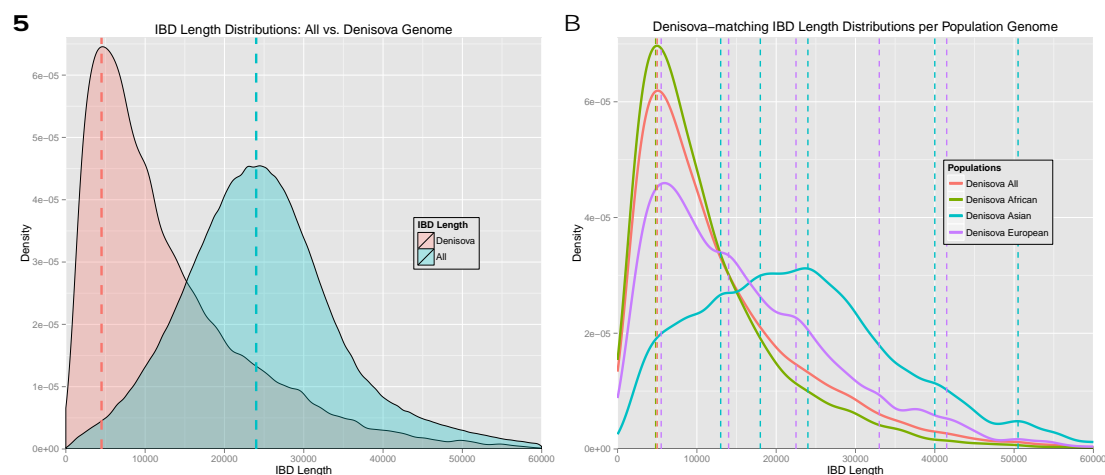 5
IBD Length Distributions: All vs. Denisova Genome
6e−05
5e−05
4e−05
3e−05
2e−05
1e−05
0e+00
Density
0
10000
20000
30000
40000
50000
60000
IBD Length
IBD Length
Denisova
All
B
Denisova−matching IBD Length Distributions per Population Genome
6e−05
4e−05
2e−05
0e+00
Density
0
10000
20000
30000
40000
50000
60000
IBD Length
Populations
Denisova All
Denisova African
Denisova Asian
Denisova European